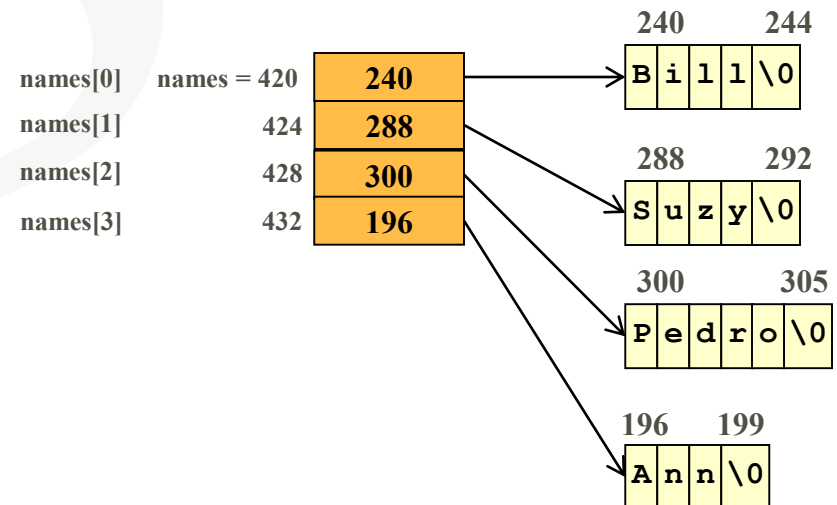 240 244
names[0] names = 420 240 B i l l \0
names[1] 424 288
288 292
names[2] 428 300
names[3] 432 196 S u z y \0
300 305
P e d r o \0
196 199
A n n \0